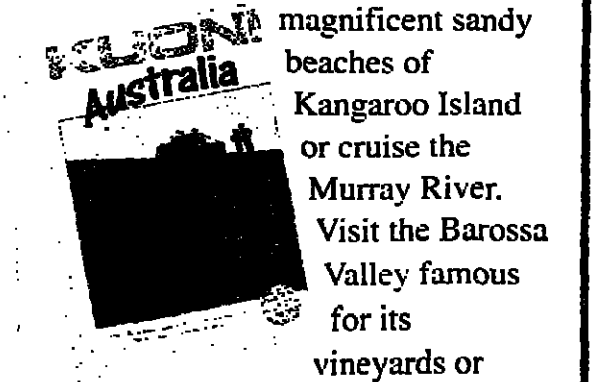 KUONI
Australia
magnificent sandy
beaches of
Kangaroo Island
or cruise the
Murray River.
Visit the Barossa
Valley famous
for its
vineyards or